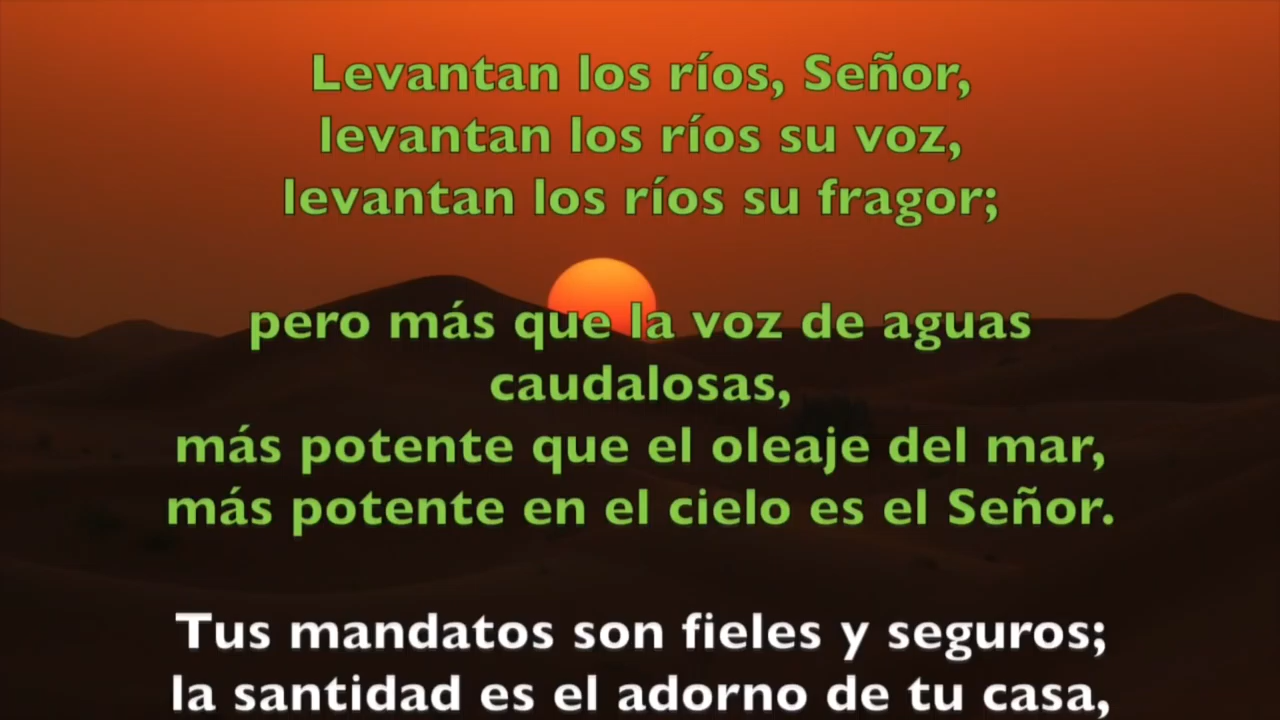 Levantan los ríos, Señor,
levantan los ríos su voz,
levantan los ríos su fragor;
pero más que la voz de aguas
caudalosas,
más potente que el oleaje del mar,
más potente en el cielo es el Señor.
Tus mandatos son fieles y seguros;
la santidad es el adorno de tu casa,